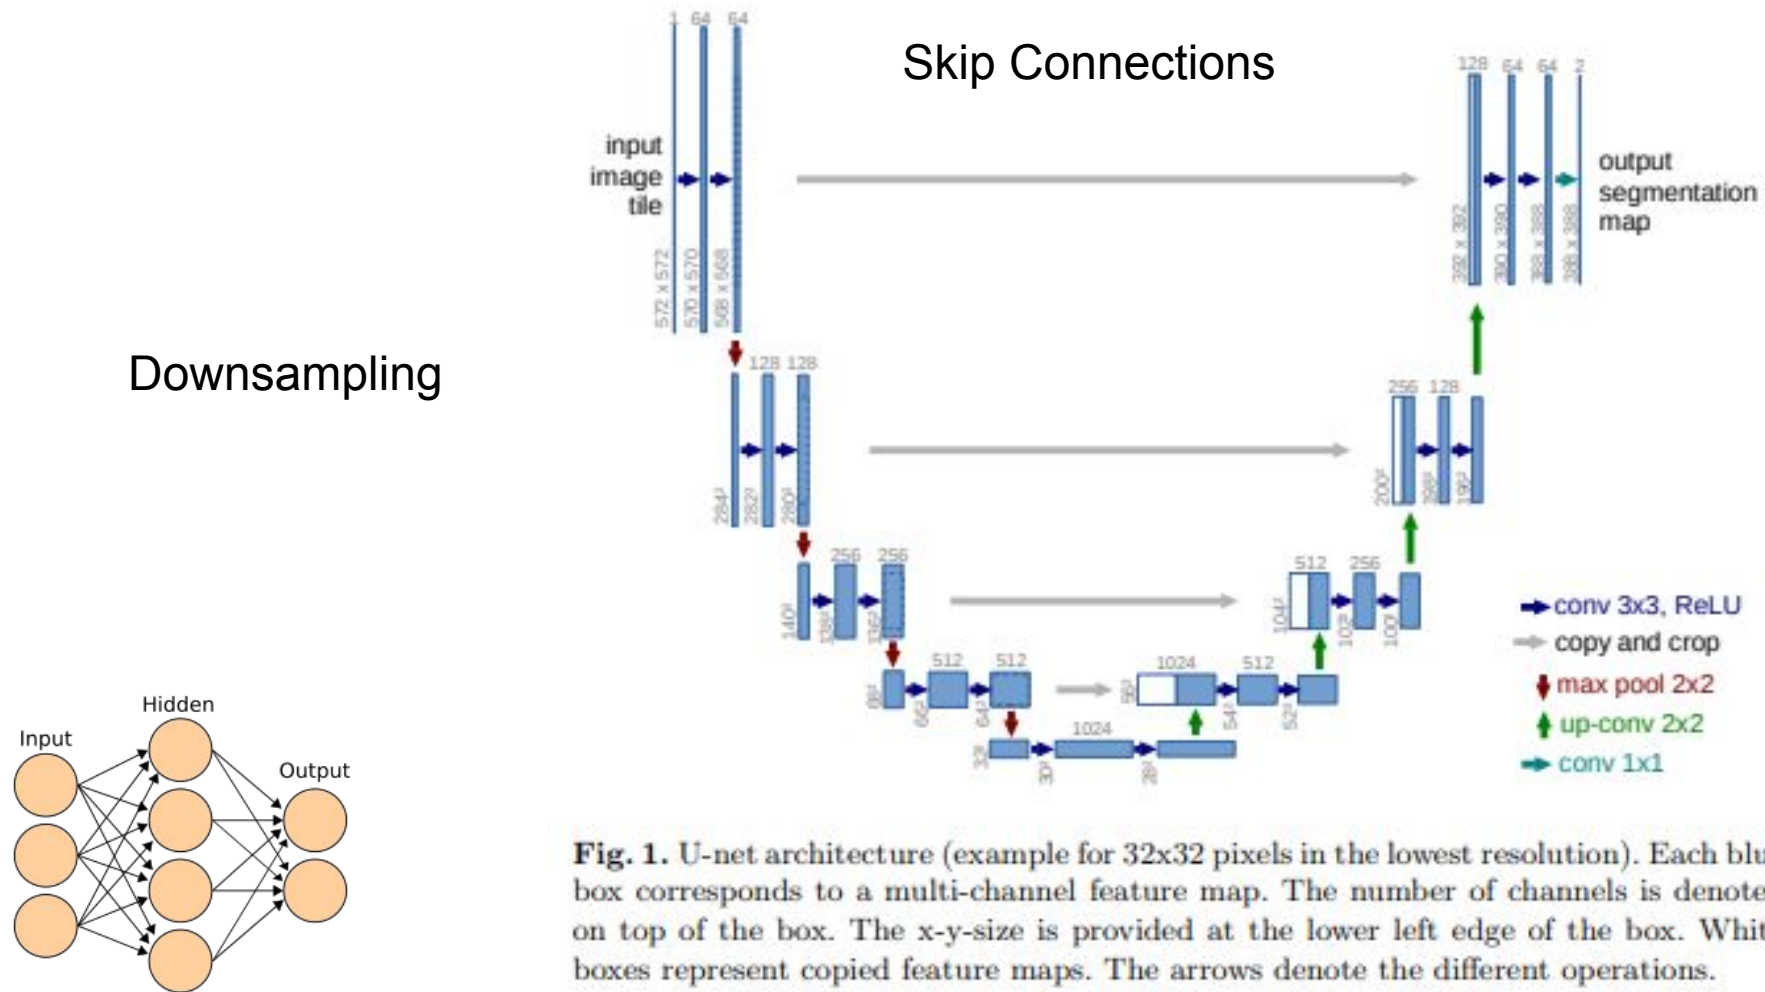 Skip Connections
Downsampling
input
image
tile
1 64 64
572 x 572
570 x 570
568 x 568
128 128
284²
282²
280²
256 256
140²
138²
136²
512 512
68²
66²
64²
1024
32²
30²
28²
1024 512
56²
54²
52²
512 256
104²
102²
100²
256 128
200²
198²
196²
128 64 64 2
392 x 392
390 x 390
388 x 388
388 x 388
output
segmentation
map
conv 3x3, ReLU
copy and crop
max pool 2x2
up-conv 2x2
conv 1x1
Input
Hidden
Output
Fig. 1. U-net architecture (example for 32x32 pixels in the lowest resolution). Each blu
box corresponds to a multi-channel feature map. The number of channels is denote
on top of the box. The x-y-size is provided at the lower left edge of the box. Whit
boxes represent copied feature maps. The arrows denote the different operations.